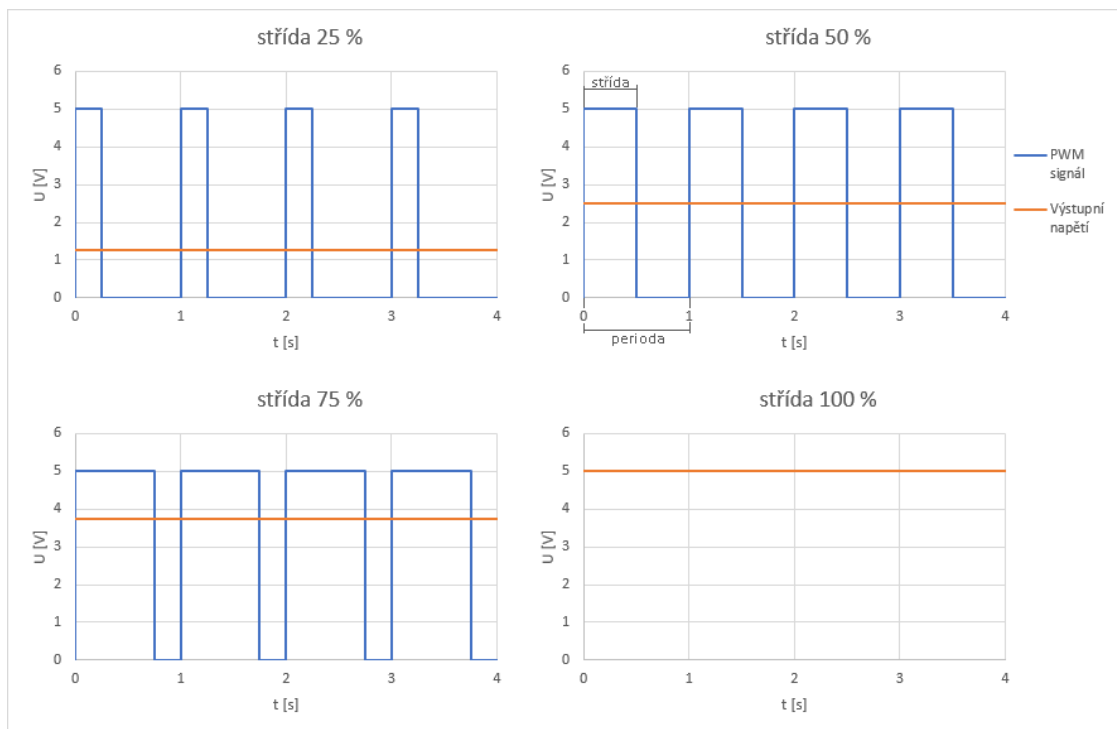 střída 25 %
U [V]
6
5
4
3
2
1
0
0 1 2 3 4
t [s]
střída 50 %
U [V]
6
5
4
3
2
1
0
střída
0 1 2 3 4
perioda
t [s]
PWM
signál
Výstupní
napětí
střída 75 %
U [V]
6
5
4
3
2
1
0
0 1 2 3 4
t [s]
střída 100 %
U [V]
6
5
4
3
2
1
0
0 1 2 3 4
t [s]